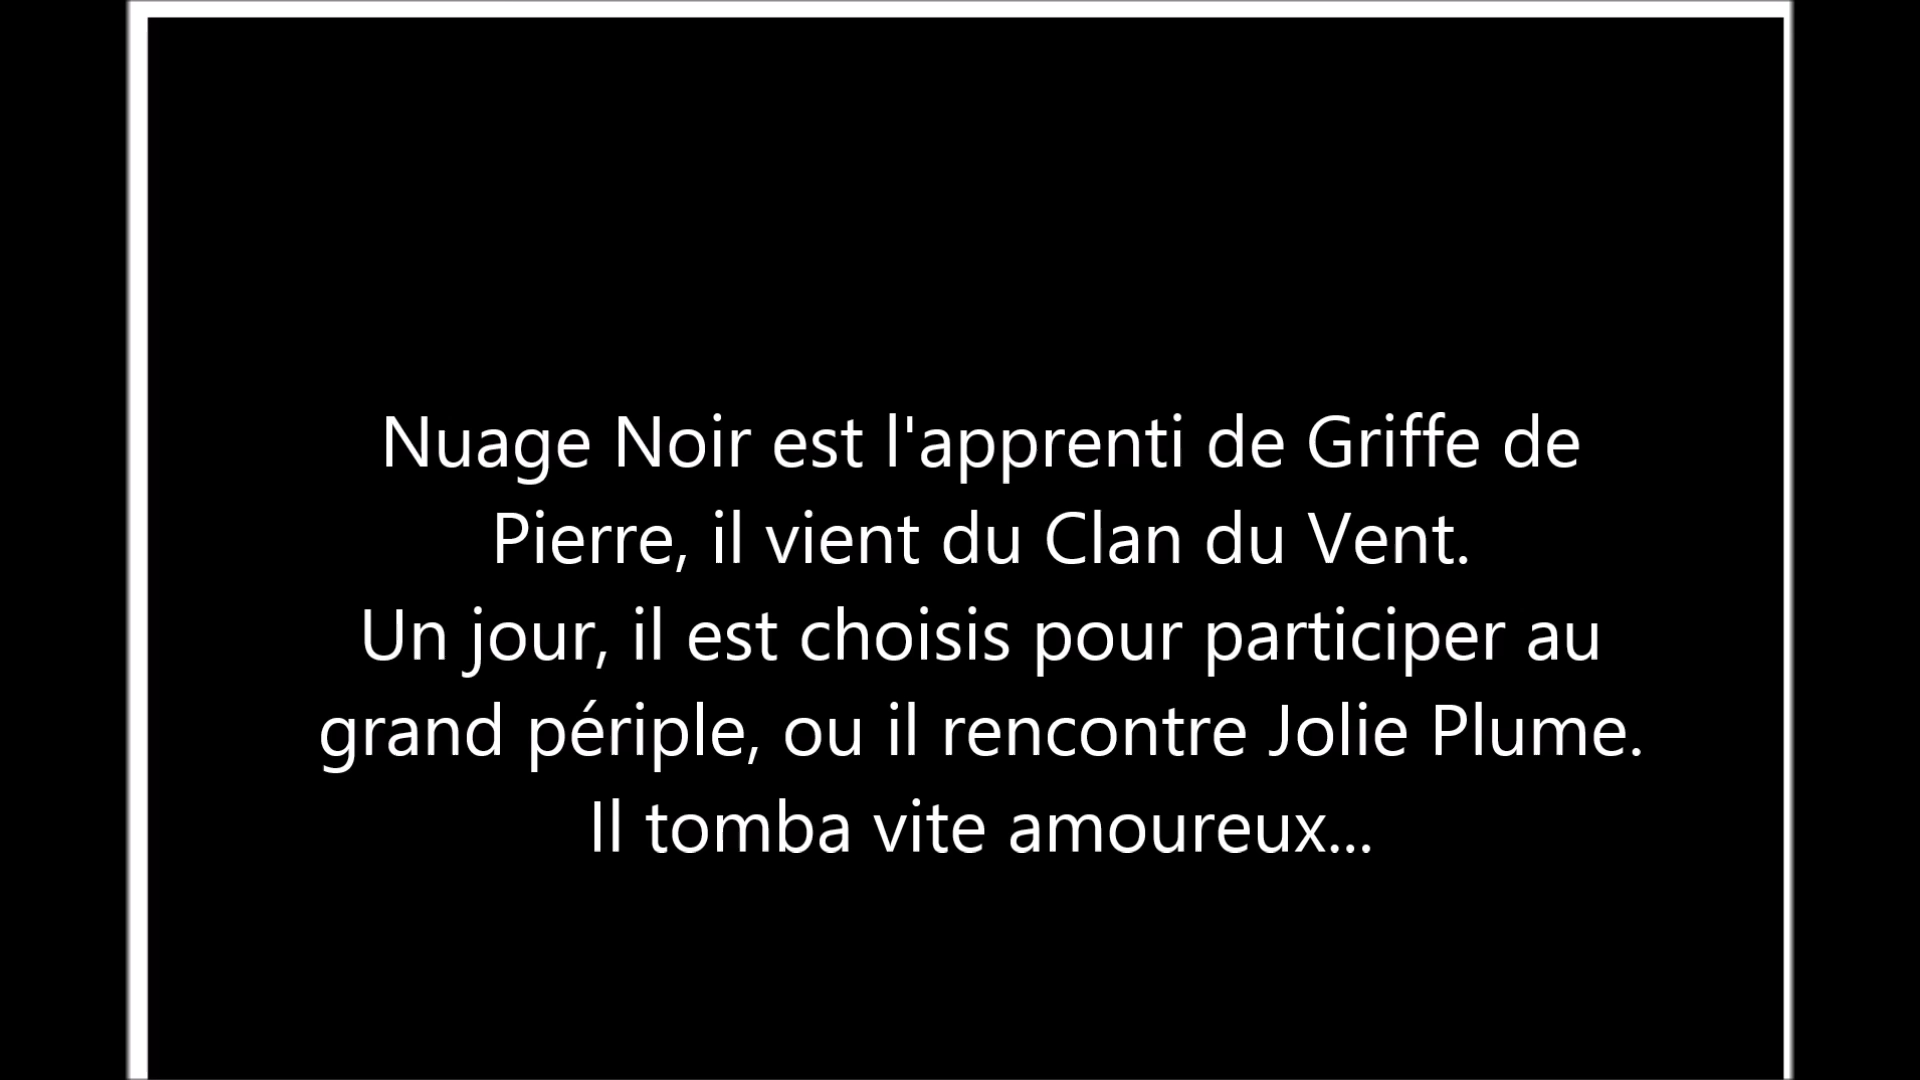 Nuage Noir est l'apprenti de Griffe de
Pierre, il vient du Clan du Vent.
Un jour, il est choisis pour participer au
grand périple, ou il rencontre Jolie Plume.
Il tomba vite amoureux...